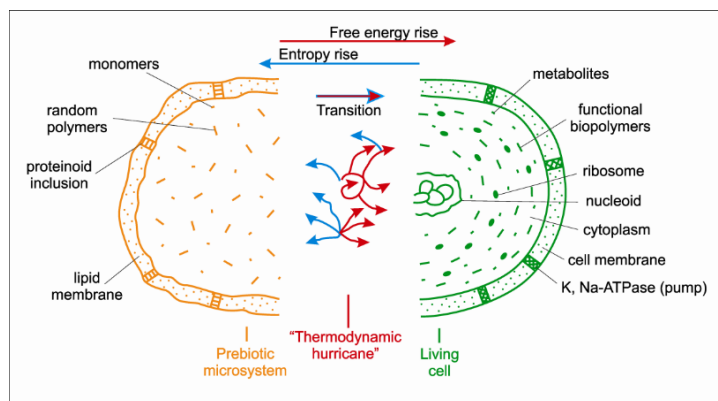 Free energy rise
Entropy rise
monomers
random
polymers
proteinoid
inclusion
lipid
membrane
Transition
metabolites
functional
biopolymers
ribosome
nucleoid
cytoplasm
cell membrane
K, Na-ATPase (pump)
Prebiotic
microsystem
"Thermodynamic
hurricane"
Living
cell